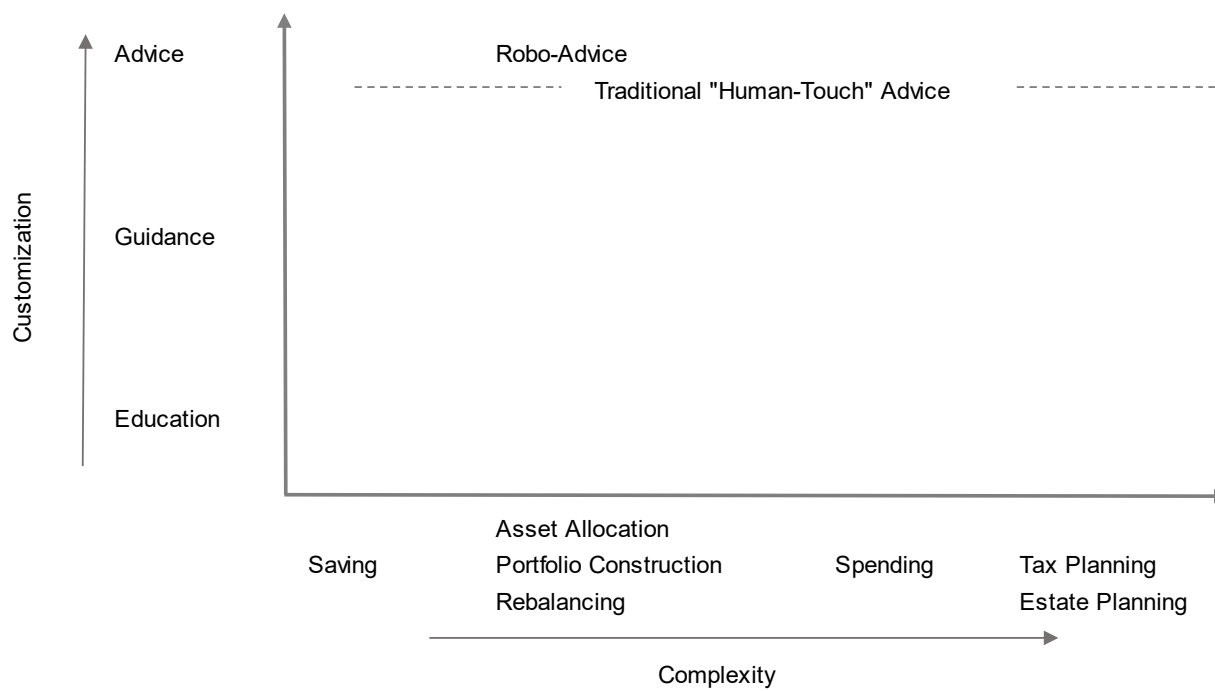 Advice
Robo-Advice
Traditional "Human-Touch" Advice
Customization
Guidance
Education
Asset Allocation
Saving
Portfolio Construction
Spending
Tax Planning
Rebalancing
Estate Planning
Complexity